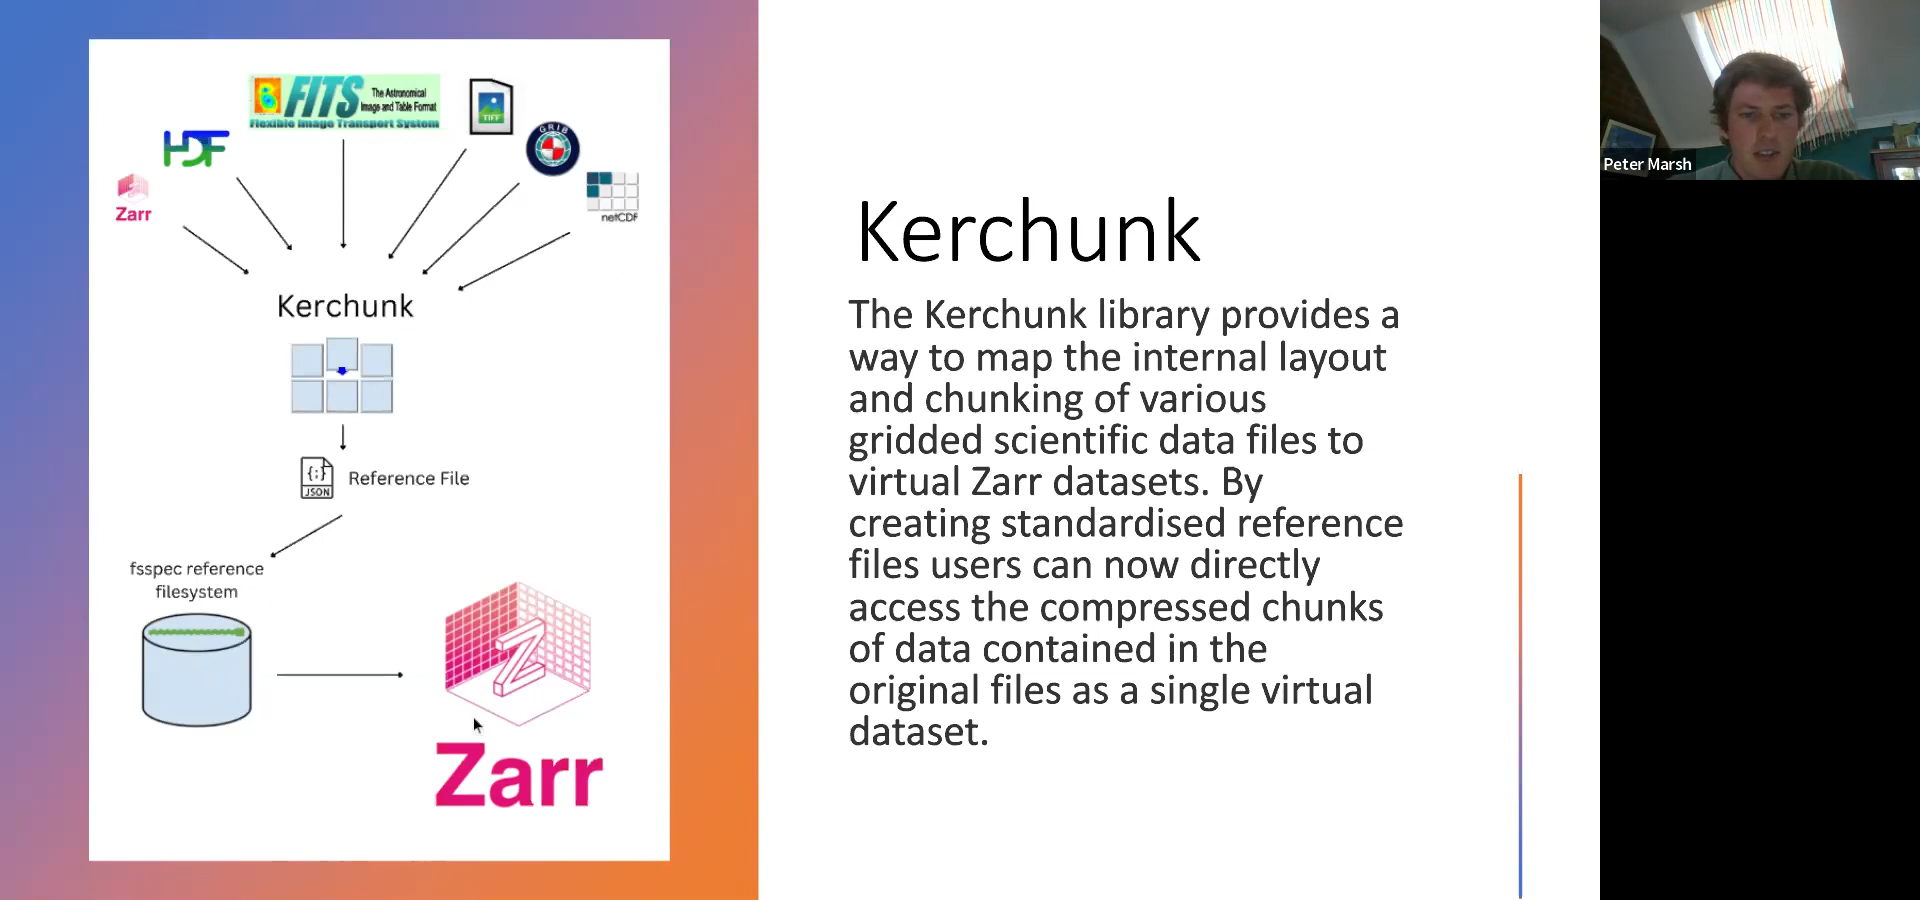 FITS
The Astronomical
Image and Table Format
Flexible Image Transport System
TIFF
GRIB
HDF
Zarr
netCDF
Kerchunk
{;}
JSON
Reference File
fsspec reference
filesystem
Z
Zarr
Kerchunk
The Kerchunk library provides a
way to map the internal layout
and chunking of various
gridded scientific data files to
virtual Zarr datasets. By
creating standardised reference
files users can now directly
access the compressed chunks
of data contained in the
original files as a single virtual
dataset.
Peter Marsh